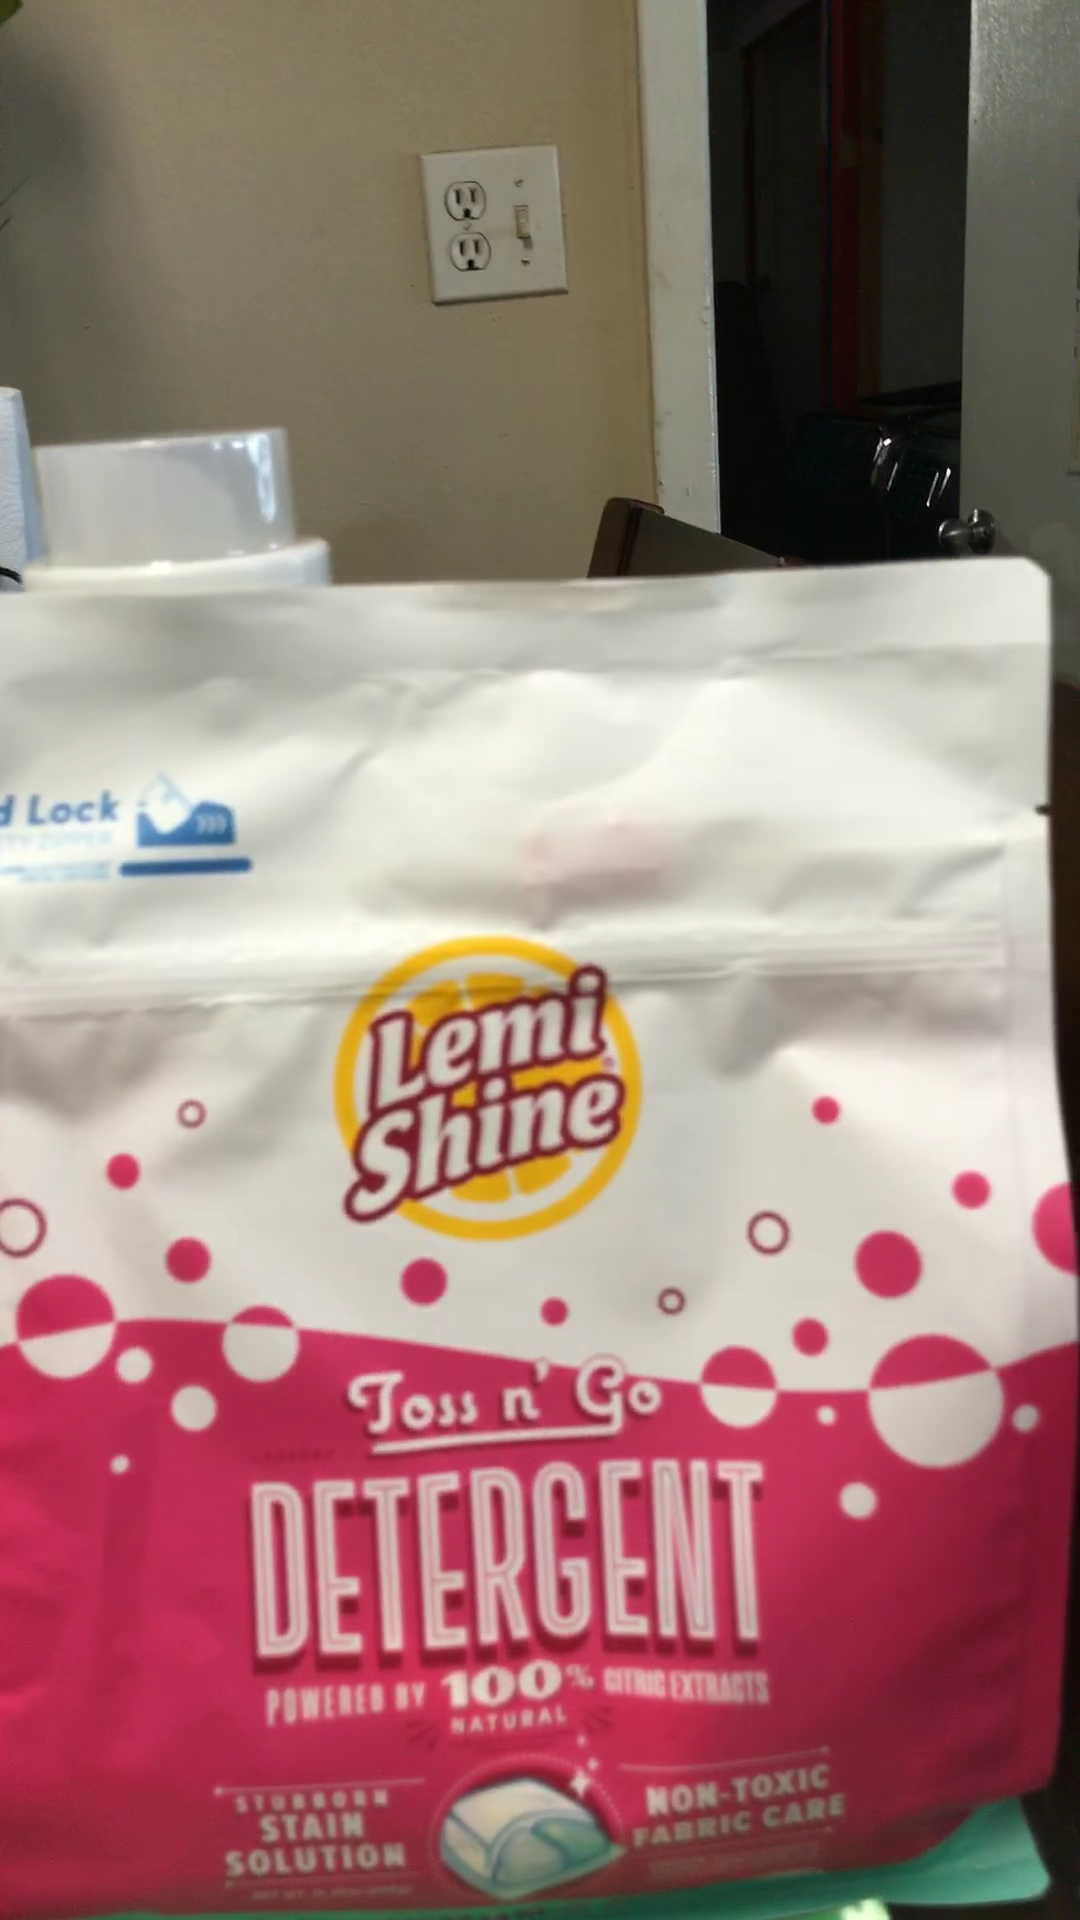 d Lock
Lemi
Shine
Toss n' Go
DETERGENT
POWERED BY 100% CITRIC EXTRACTS
NATURAL
STUBBORN
STAIN
SOLUTION
NON-TOXIC
FABRIC CARE